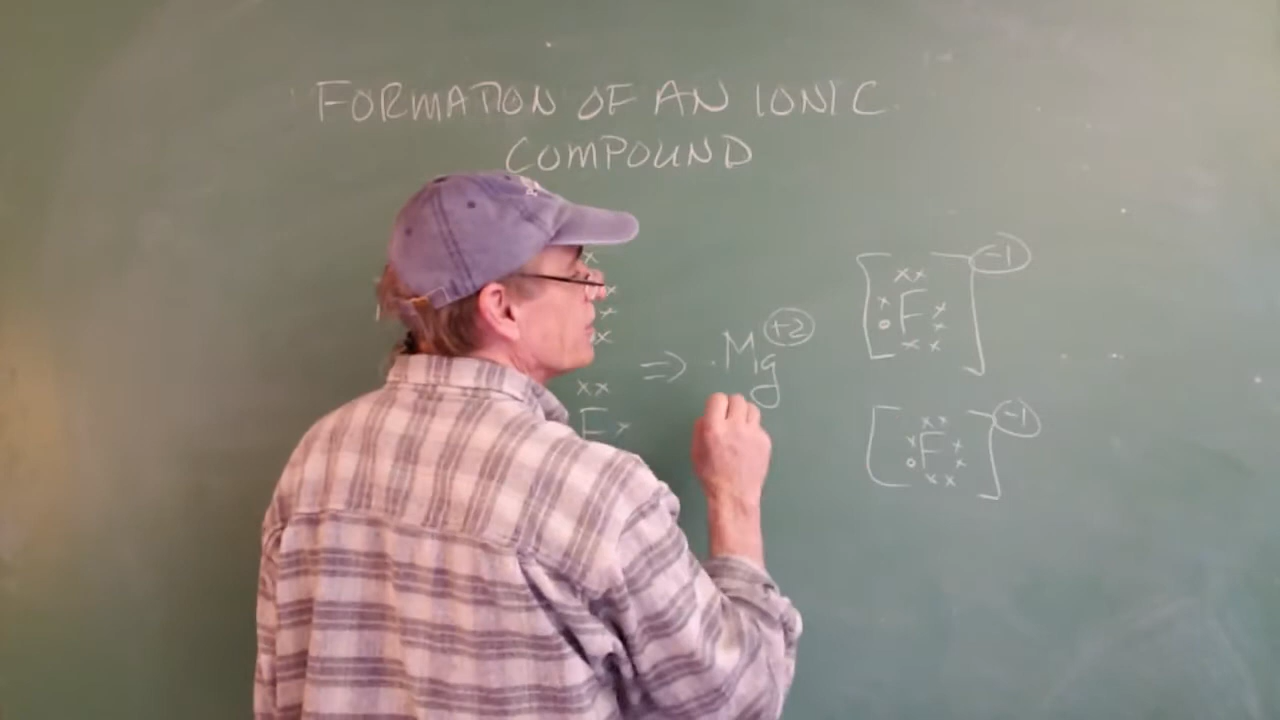 FORMATION OF AN IONIC
COMPOUND
⇒ Mg +2
F -1
F
F -1